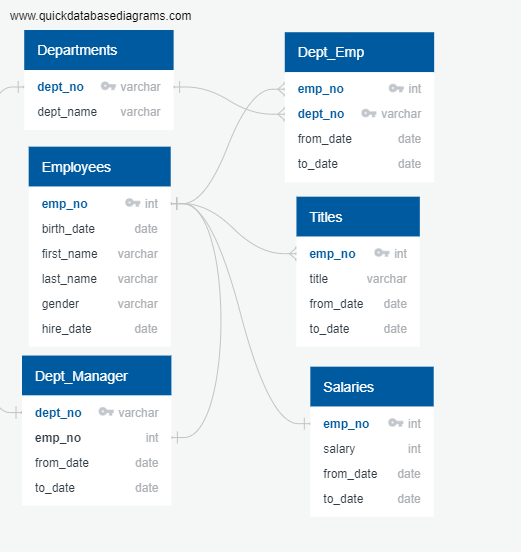 www.quickdatabasediagrams.com
Departments
dept_no varchar
dept_name varchar
Employees
emp_no int
birth_date date
first_name varchar
last_name varchar
gender varchar
hire_date date
Dept_Manager
dept_no varchar
emp_no int
from_date date
to_date date
Dept_Emp
emp_no int
dept_no varchar
from_date date
to_date date
Titles
emp_no int
title varchar
from_date date
to_date date
Salaries
emp_no int
salary int
from_date date
to_date date